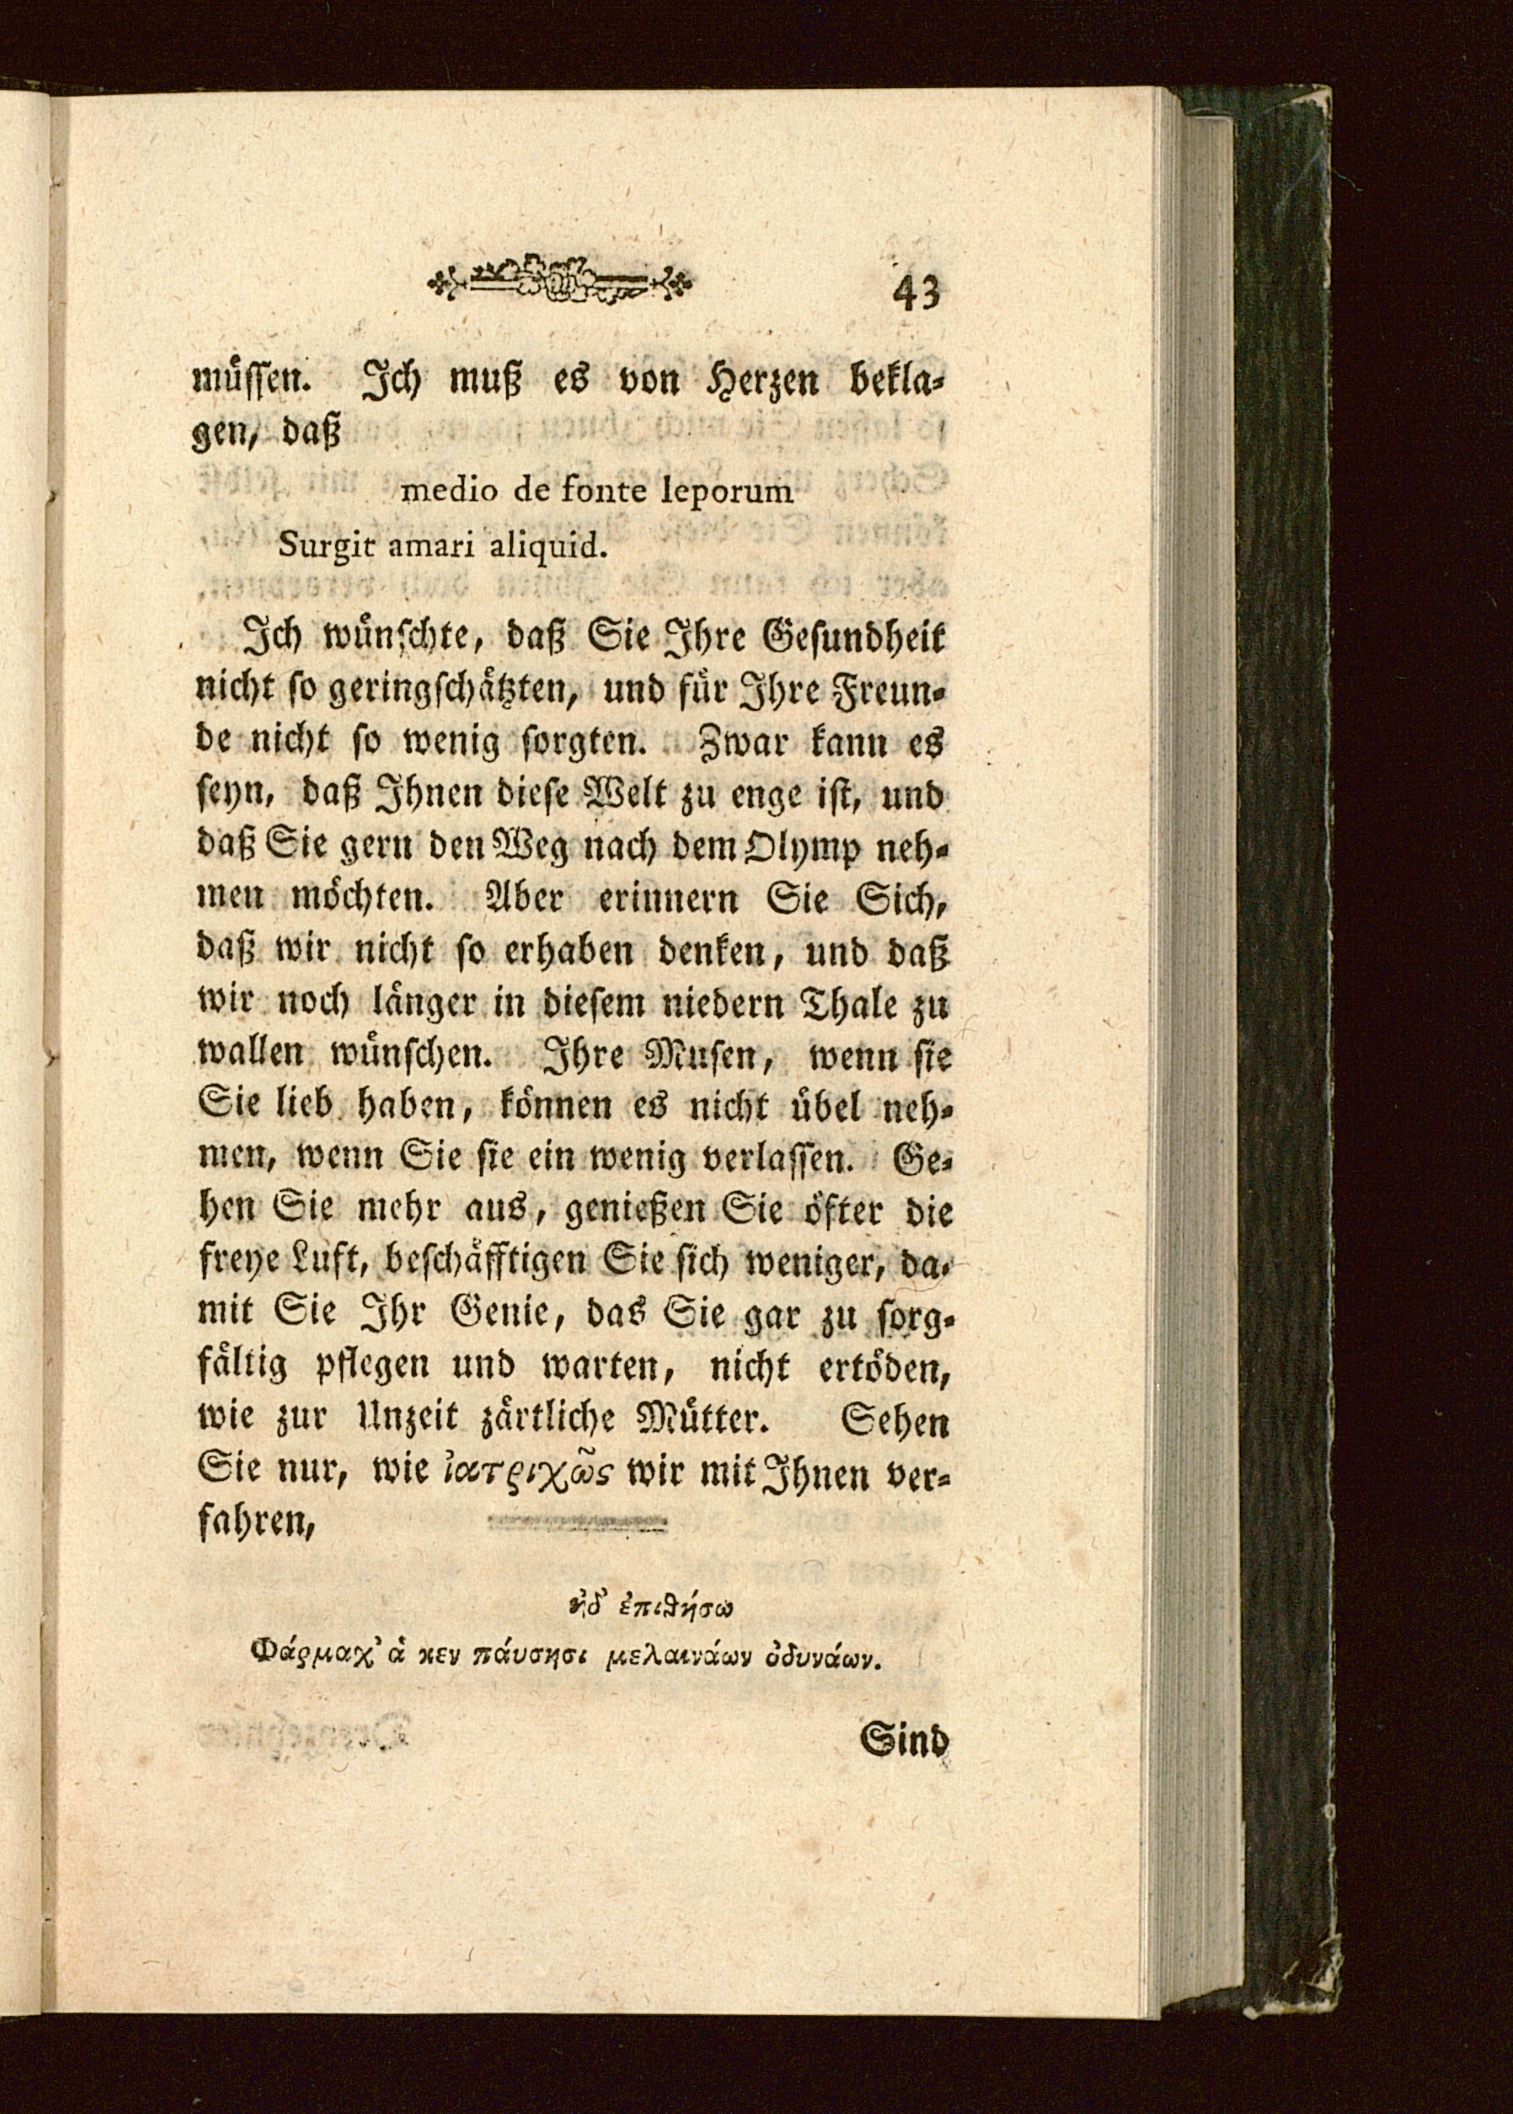 43
müſſen. Ich muß es von Herzen bekla-
gen, daß
medio de fonte leporum
Surgit amari aliquid.
Ich wünſchte, daß Sie Ihre Geſundheit
nicht ſo geringſchätzten, und für Ihre Freun-
de nicht ſo wenig ſorgten. Zwar kann es
ſeyn, daß Ihnen dieſe Welt zu enge iſt, und
daß Sie gern den Weg nach dem Olymp neh-
men möchten. Aber erinnern Sie Sich,
daß wir nicht ſo erhaben denken, und daß
wir noch länger in dieſem niedern Thale zu
wallen wünſchen. Ihre Muſen, wenn ſie
Sie lieb haben, können es nicht übel neh-
men, wenn Sie ſie ein wenig verlaſſen. Ge-
hen Sie mehr aus, genießen Sie öfter die
freye Luft, beſchäfftigen Sie ſich weniger, da-
mit Sie Ihr Genie, das Sie gar zu ſorg-
fältig pflegen und warten, nicht ertöden,
wie zur Unzeit zärtliche Mütter. Sehen
Sie nur, wie ἰατριχῶς wir mit Ihnen ver-
fahren,
ἠδ' ἐπιθήσω
Φάρμαχ' ἁ κεν πάυσησι μελαινάων ὀδυνάων.
Sind